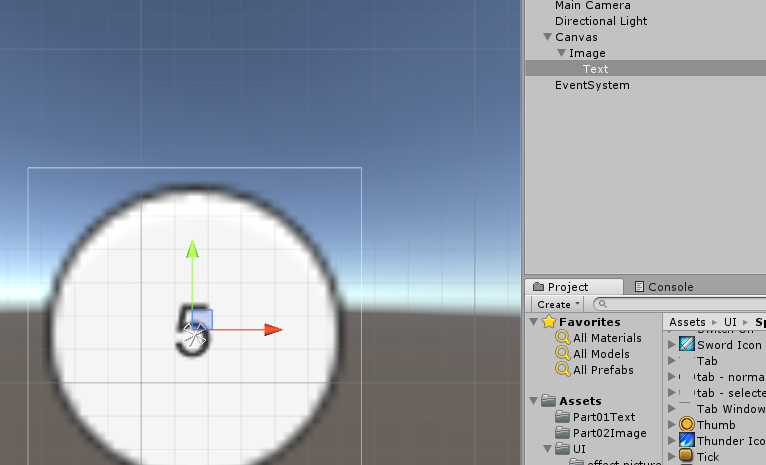 Main Camera
Directional Light
Canvas
Image
Text
EventSystem
5
Project
Console
Create
Favorites
All Materials
All Models
All Prefabs
Assets
Part01Text
Part02Image
UI
Assets UI Sp
Sword Icon
Tab
tab - norma
tab - selecte
Tab Window
Thumb
Thunder Ico
Tick